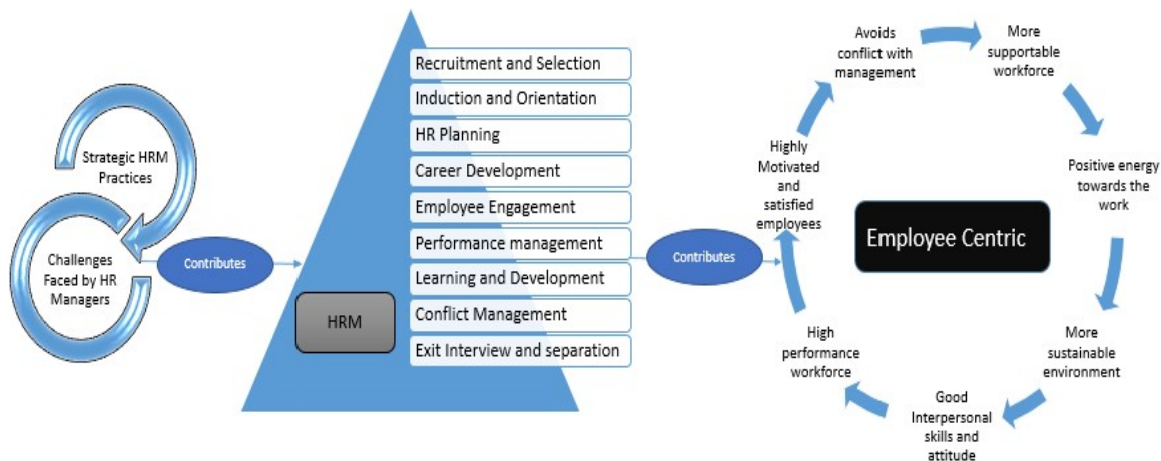 Strategic HRM
Practices
Challenges
Faced by HR
Managers
Contributes
HRM
Recruitment and Selection
Induction and Orientation
HR Planning
Career Development
Employee Engagement
Performance management
Learning and Development
Conflict Management
Exit Interview and separation
Contributes
Employee Centric
Avoids
conflict with
management
More
supportable
workforce
Positive energy
towards the
work
More
sustainable
environment
Good
Interpersonal
skills and
attitude
High
performance
workforce
Highly
Motivated
and
satisfied
employees